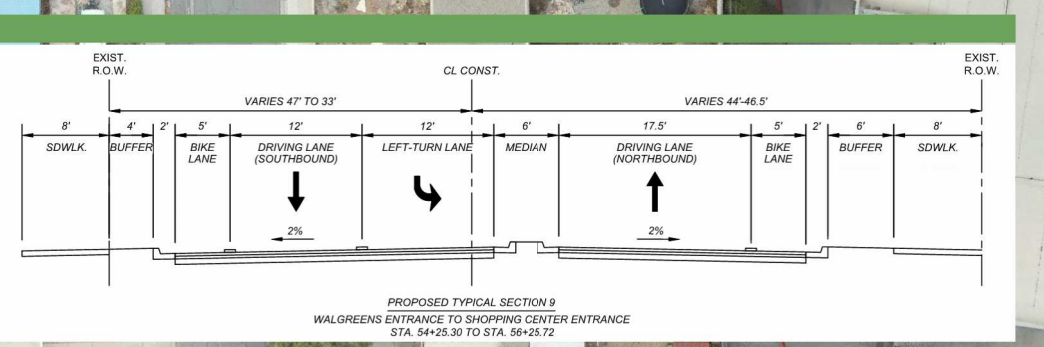 EXIST.
R.O.W.
CL CONST.
EXIST.
R.O.W.
VARIES 47' TO 33'
VARIES 44'-46.5'
8'
4'
2'
5'
12'
12'
6'
17.5'
5'
2'
6'
8'
SDWLK.
BUFFER
BIKE
LANE
DRIVING LANE
(SOUTHBOUND)
LEFT-TURN LANE
MEDIAN
DRIVING LANE
(NORTHBOUND)
BIKE
LANE
BUFFER
SDWLK.
2%
2%
PROPOSED TYPICAL SECTION 9
WALGREENS ENTRANCE TO SHOPPING CENTER ENTRANCE
STA. 54+25.30 TO STA. 56+25.72